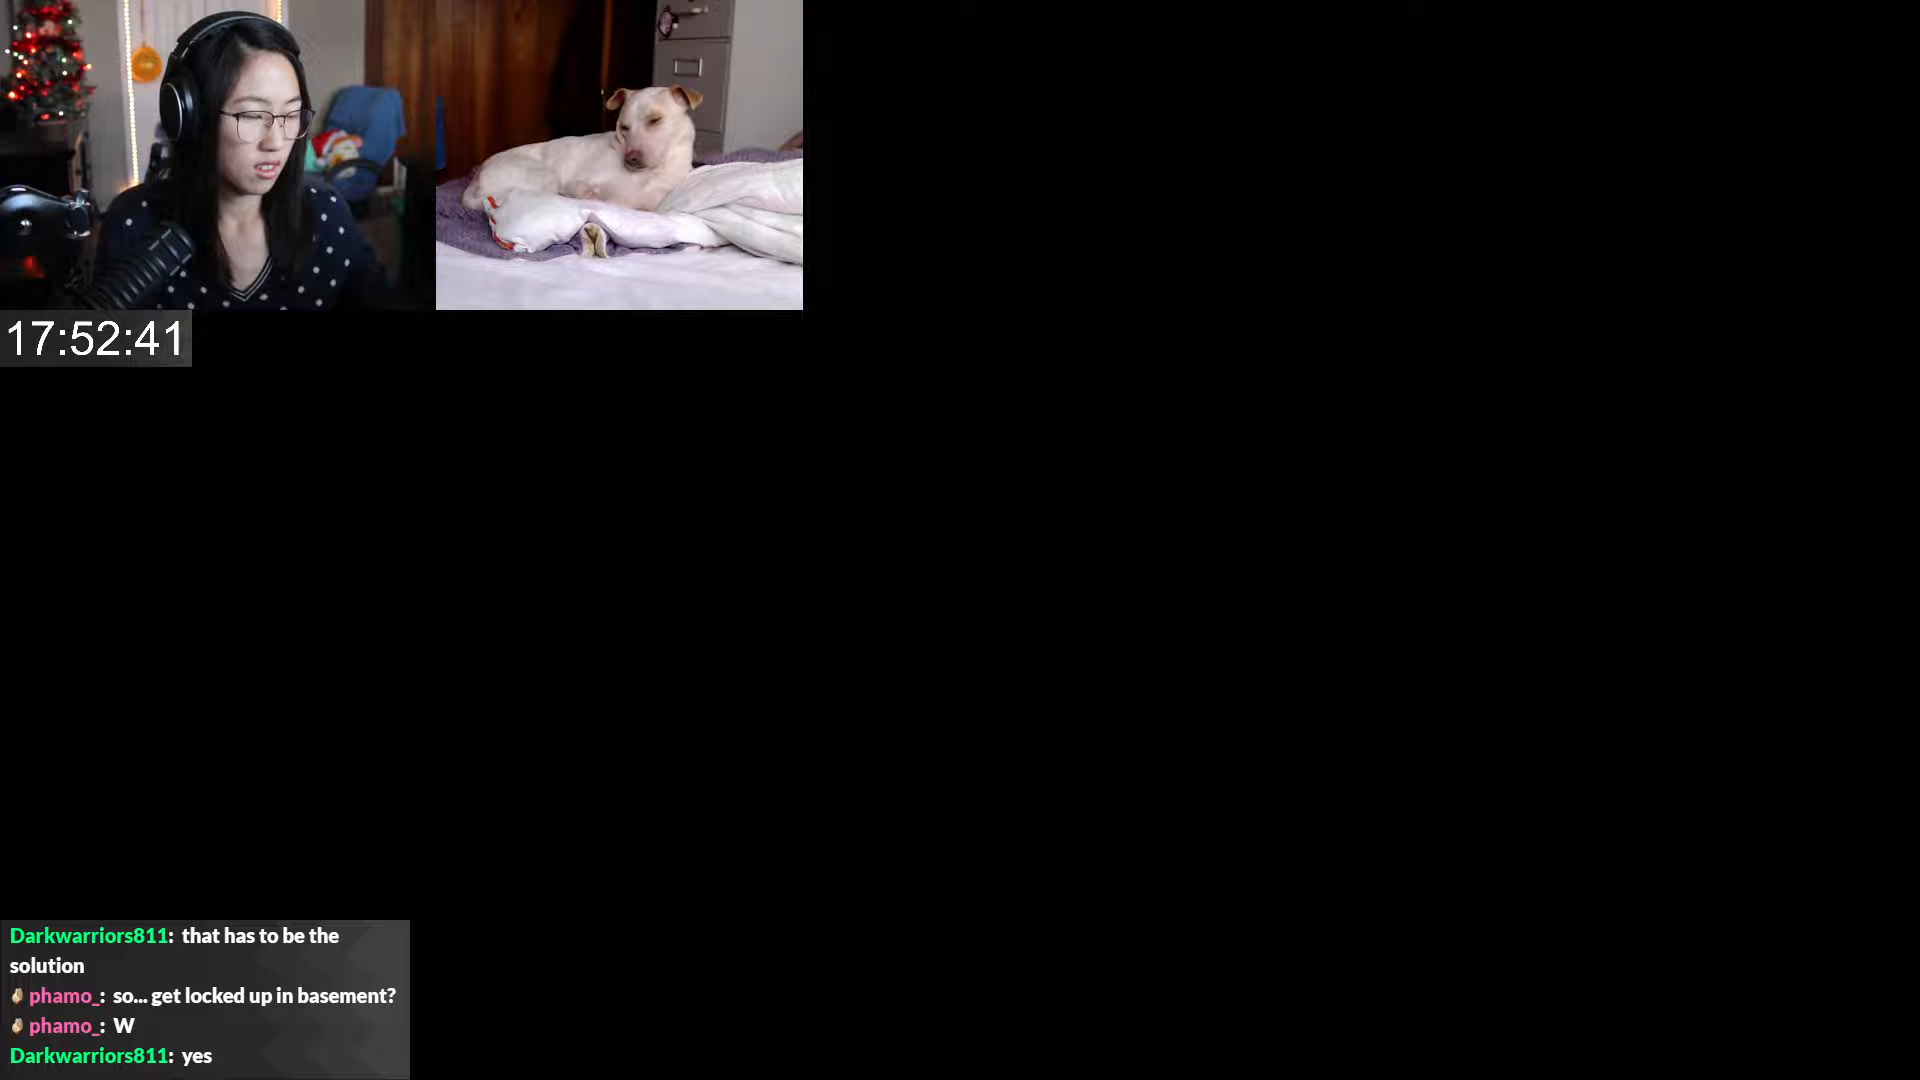 17:52:41
Darkwarriors811: that has to be the
solution
phamo_: so... get locked up in basement?
phamo_: W
Darkwarriors811: yes